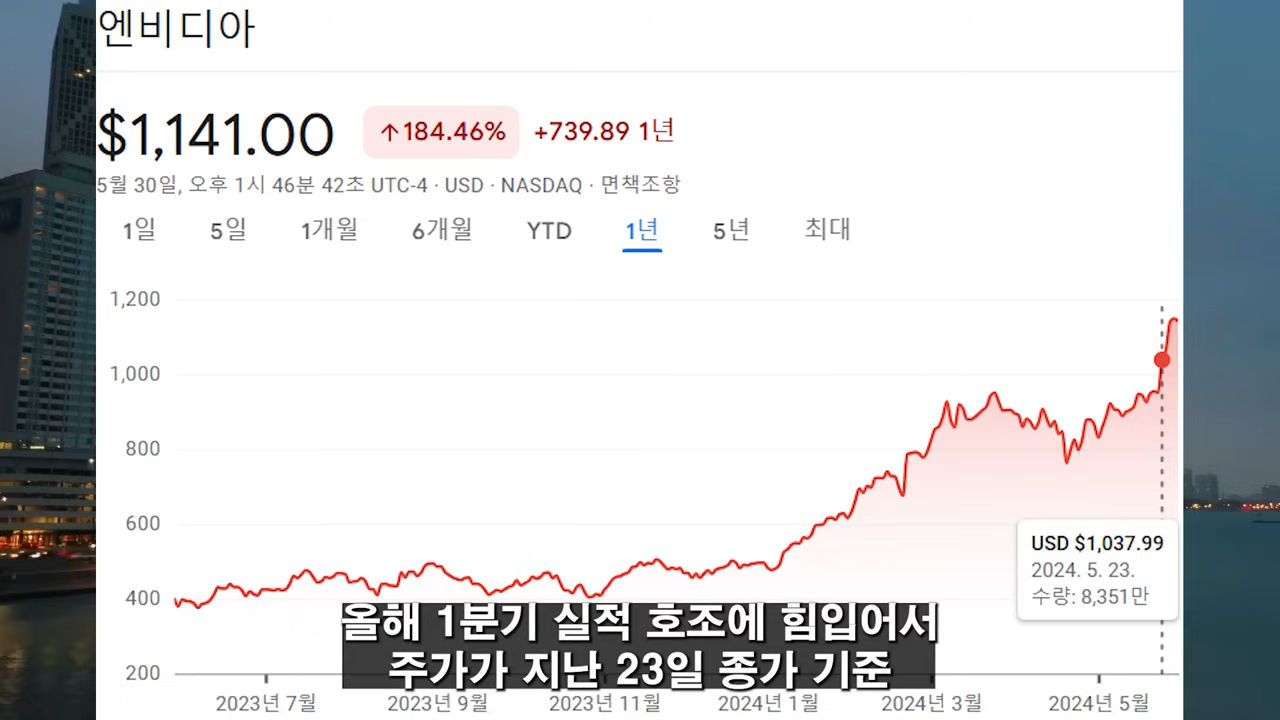 엔비디아
$1,141.00 ↑184.46% +739.89 1년
5월 30일, 오후 1시 46분 42초 UTC-4 · USD · NASDAQ · 면책조항
1일 5일 1개월 6개월 YTD 1년 5년 최대
1,200
1,000
800
600
400
200
USD $1,037.99
2024. 5. 23.
수량: 8,351만
올해 1분기 실적 호조에 힘입어서
주가가 지난 23일 종가 기준
2023년 7월 2023년 9월 2023년 11월 2024년 1월 2024년 3월 2024년 5월